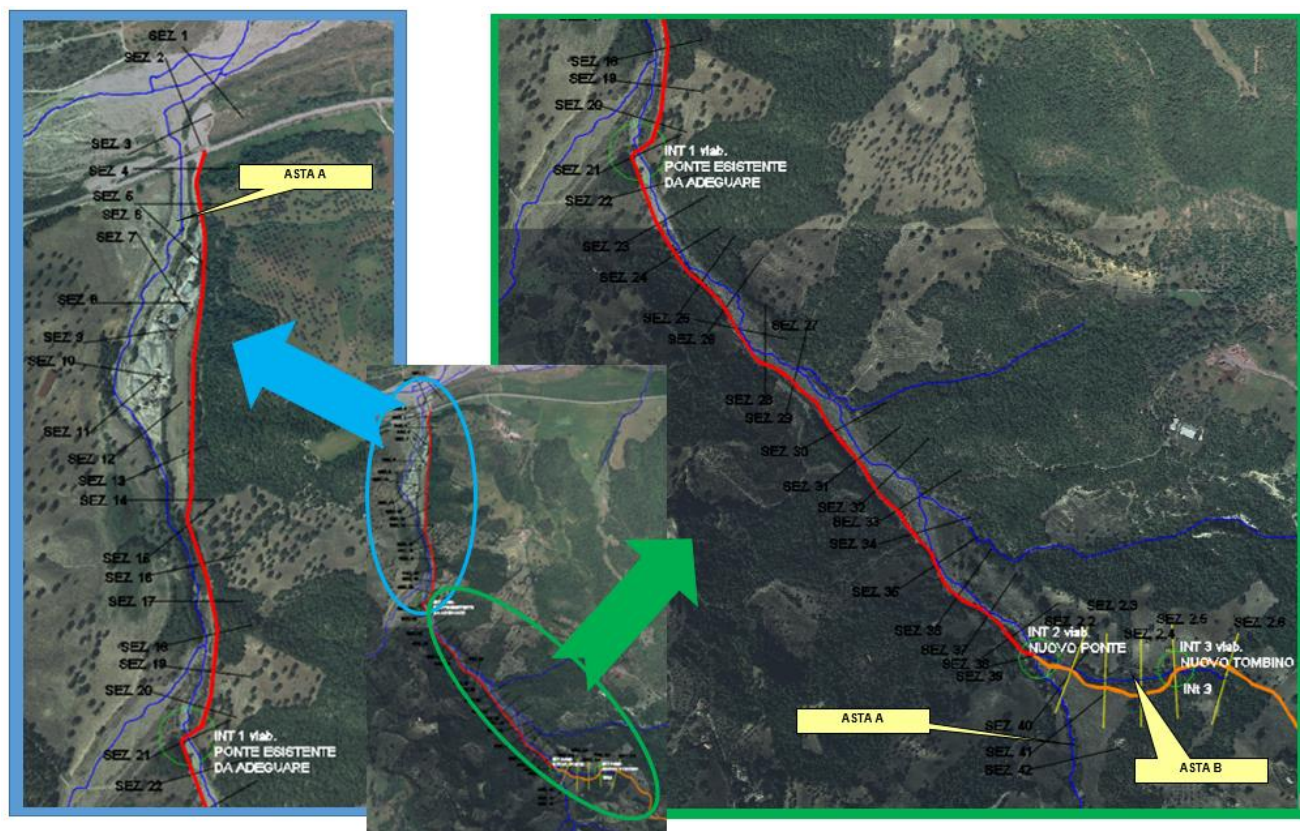 SEZ. 1
SEZ. 2
SEZ. 3
SEZ. 4
ASTA A
SEZ. 5
SEZ. 6
SEZ. 7
SEZ. 8
SEZ. 9
SEZ. 10
SEZ. 11
SEZ. 12
SEZ. 13
SEZ. 14
SEZ. 15
SEZ. 16
SEZ. 17
SEZ. 18
SEZ. 19
SEZ. 20
SEZ. 21
INT 1 viab.
PONTE ESISTENTE
DA ADEGUARE
SEZ. 22
SEZ. 18
SEZ. 19
SEZ. 20
INT 1 viab.
PONTE ESISTENTE
DA ADEGUARE
SEZ. 21
SEZ. 22
SEZ. 23
SEZ. 24
SEZ. 25
SEZ. 26
SEZ. 27
SEZ. 28
SEZ. 29
SEZ. 30
SEZ. 31
SEZ. 32
SEZ. 33
SEZ. 34
SEZ. 36
SEZ. 35
SEZ. 37
SEZ. 38
SEZ. 39
INT 2 viab.
NUOVO PONTE
SEZ. 2.2
SEZ. 2.3
SEZ. 2.4
SEZ. 2.5
SEZ. 2.6
INT 3 viab.
NUOVO TOMBINO
INt 3
ASTA A
SEZ. 40
SEZ. 41
SEZ. 42
ASTA B